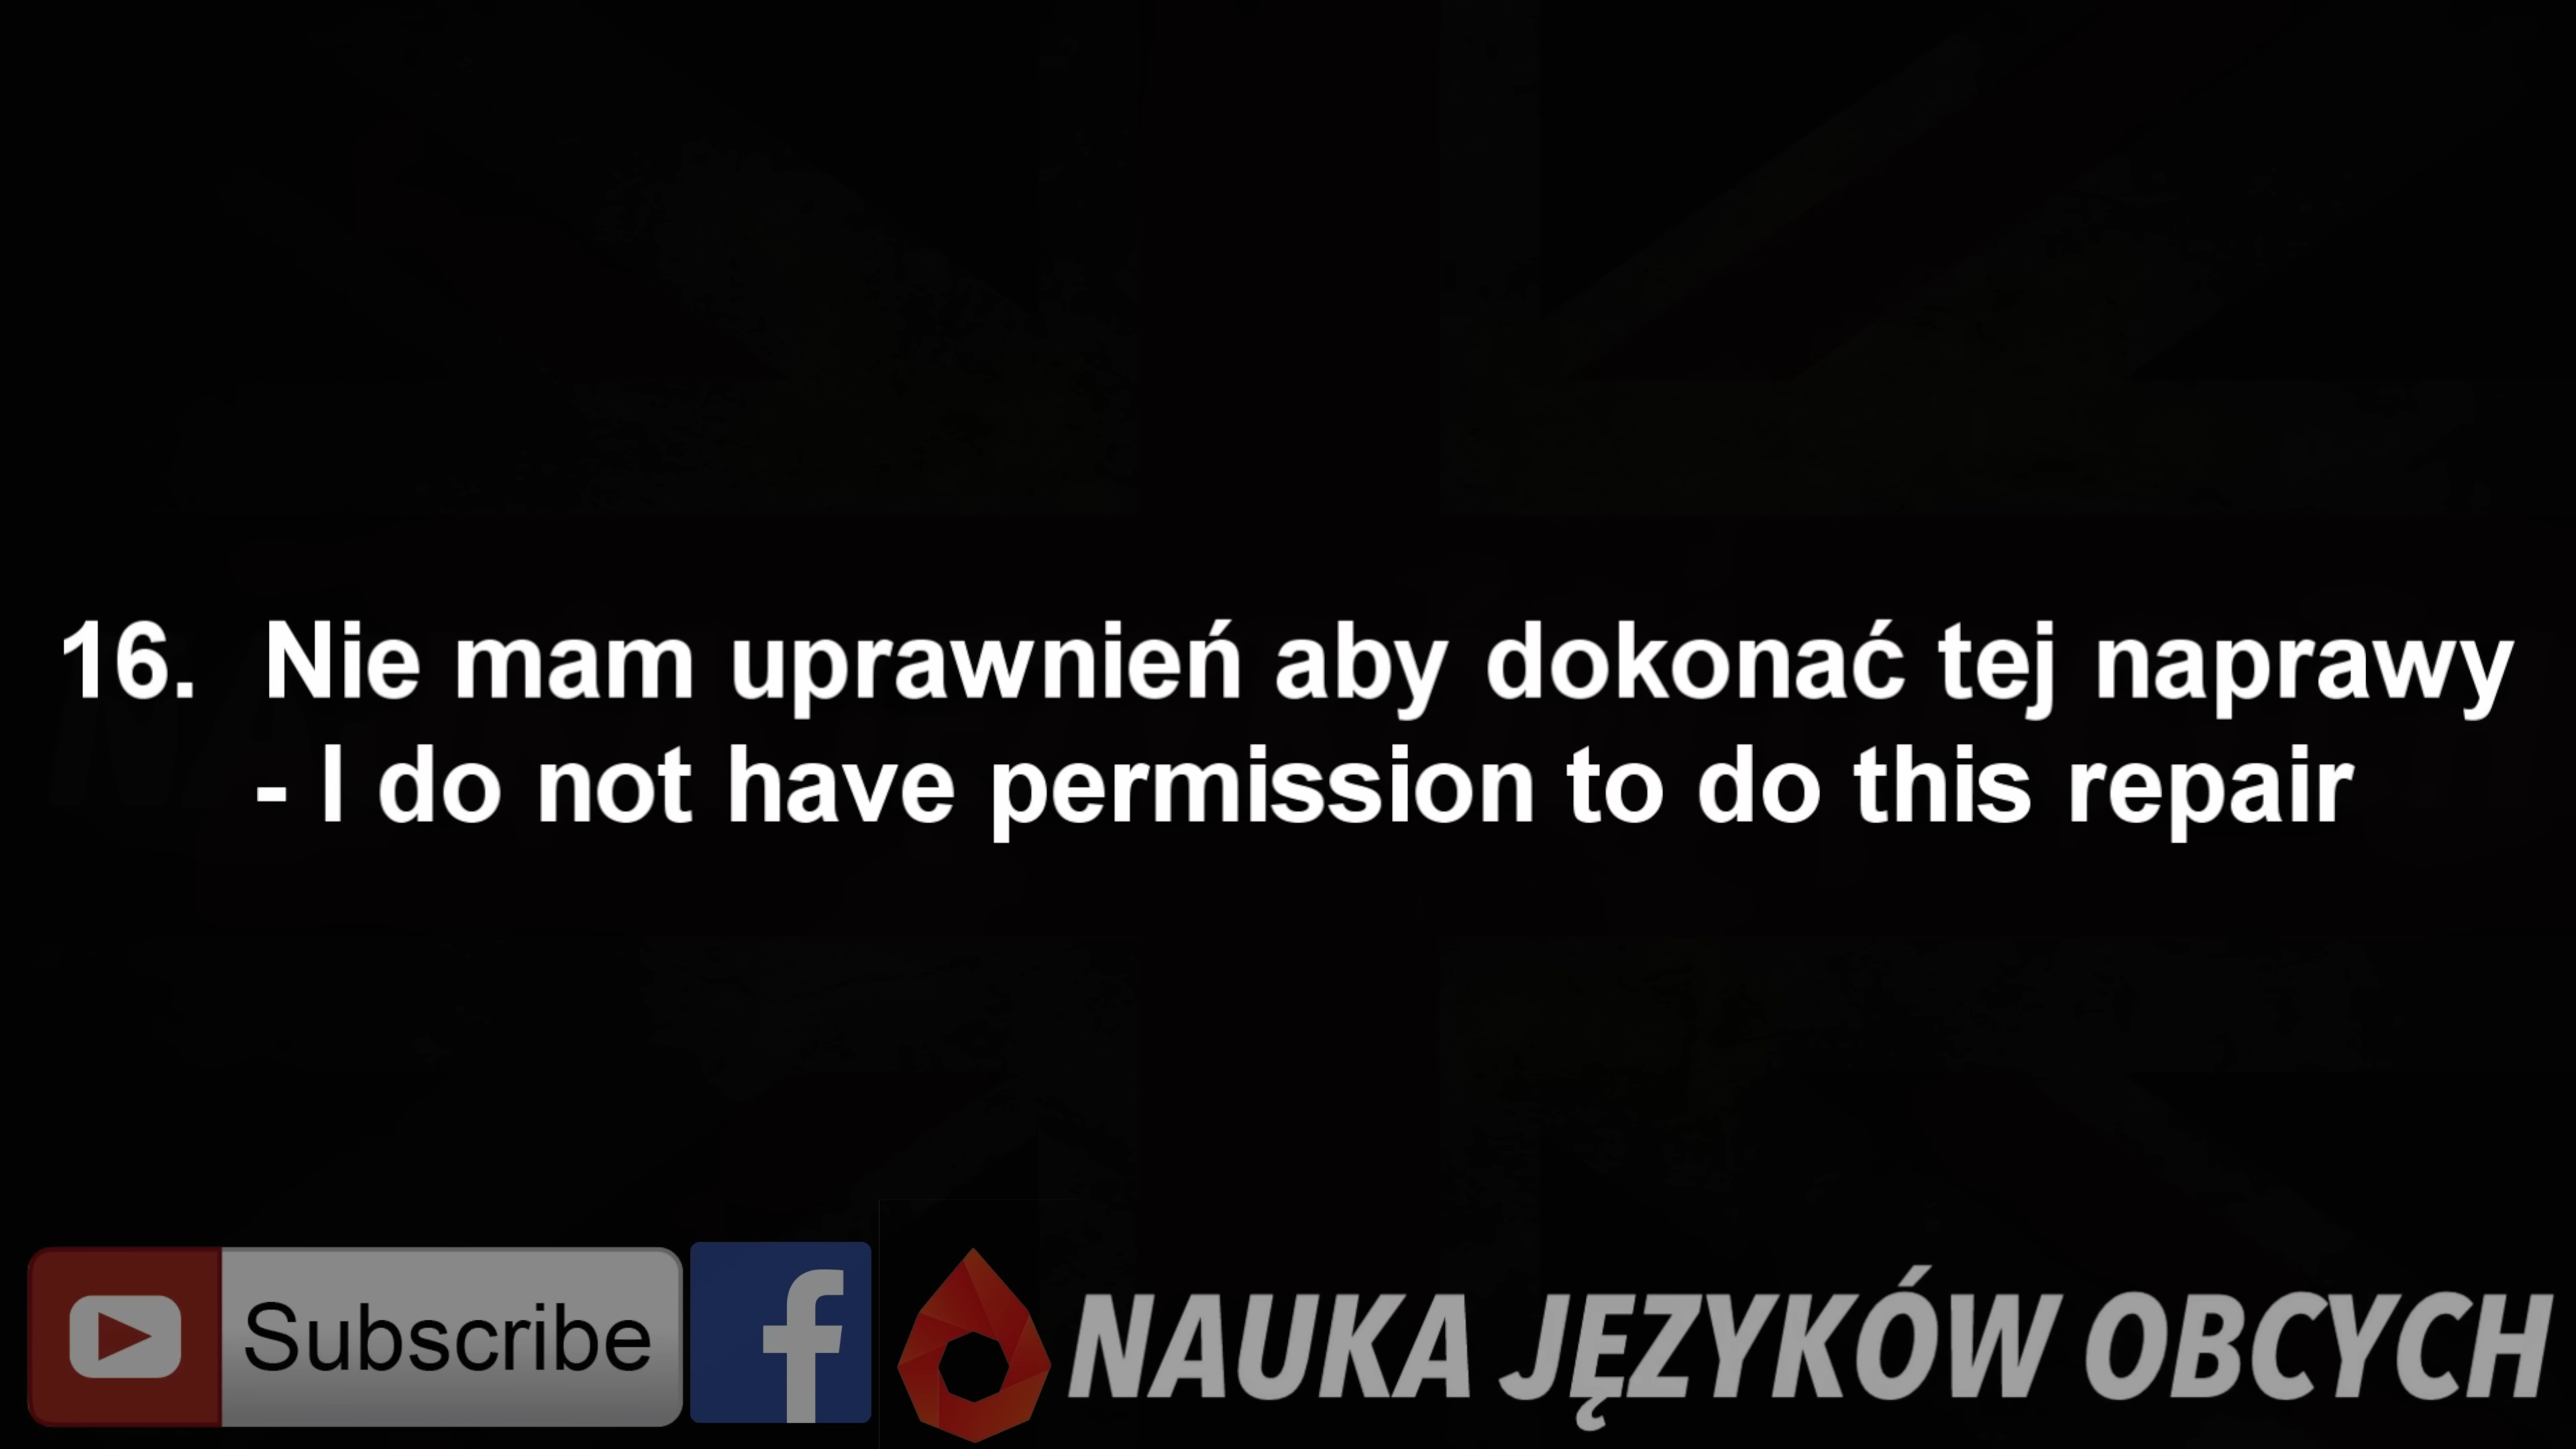 16. Nie mam uprawnień aby dokonać tej naprawy
- I do not have permission to do this repair
Subscribe
NAUKA JĘZYKÓW OBCYCH